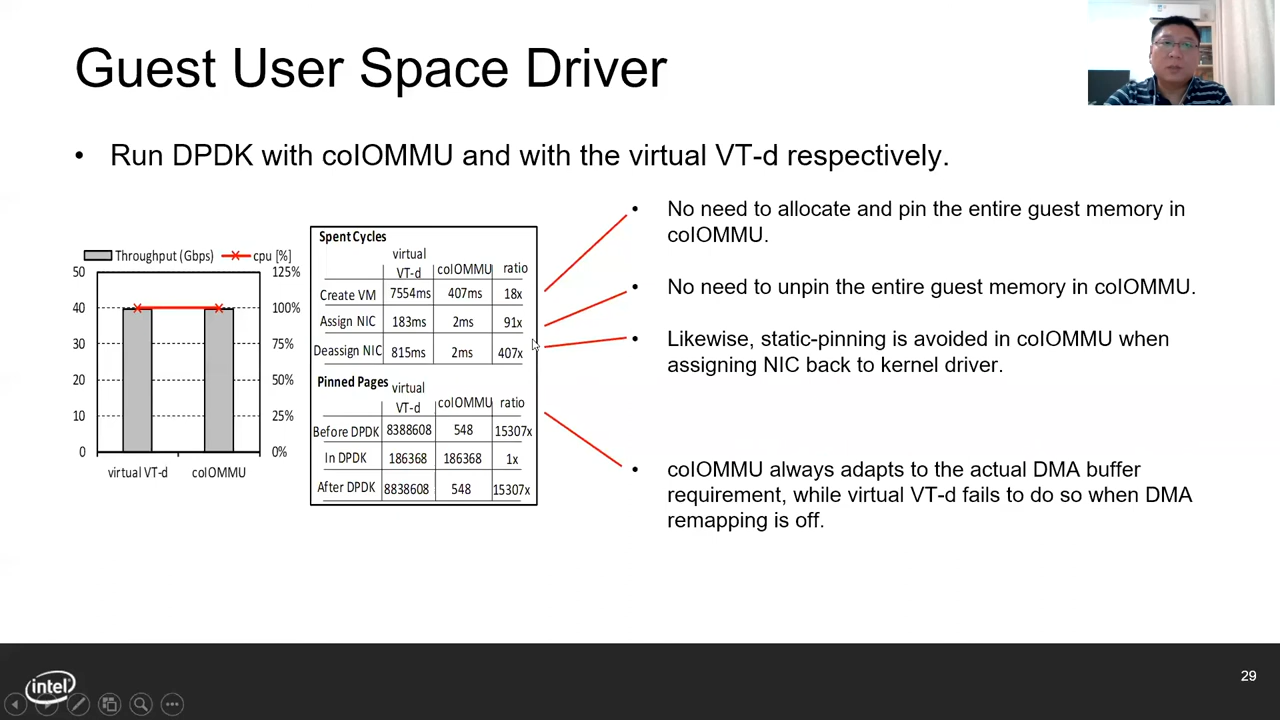 Guest User Space Driver
• Run DPDK with coIOMMU and with the virtual VT-d respectively.
Throughput (Gbps) cpu [%]
50 125%
40 100%
30 75%
20 50%
10 25%
0 0%
virtual VT-d coIOMMU
Spent Cycles
virtual VT-d coIOMMU ratio
Create VM 7554ms 407ms 18x
Assign NIC 183ms 2ms 91x
Deassign NIC 815ms 2ms 407x
Pinned Pages
virtual VT-d coIOMMU ratio
Before DPDK 8388608 548 15307x
In DPDK 186368 186368 1x
After DPDK 8838608 548 15307x
• No need to allocate and pin the entire guest memory in
coIOMMU.
• No need to unpin the entire guest memory in coIOMMU.
• Likewise, static-pinning is avoided in coIOMMU when
assigning NIC back to kernel driver.
• coIOMMU always adapts to the actual DMA buffer
requirement, while virtual VT-d fails to do so when DMA
remapping is off.
intel
29